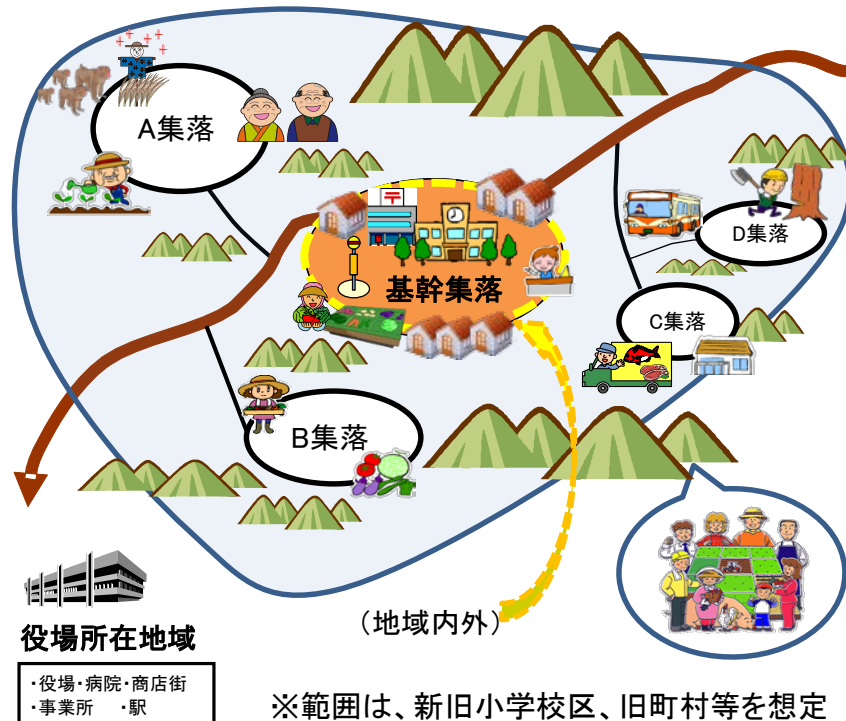 A集落
〒
D集落
基幹集落
C集落
B集落
役場所在地域
(地域内外)
・役場・病院・商店街
・事業所 ・駅
※範囲は、新旧小学校区、旧町村等を想定